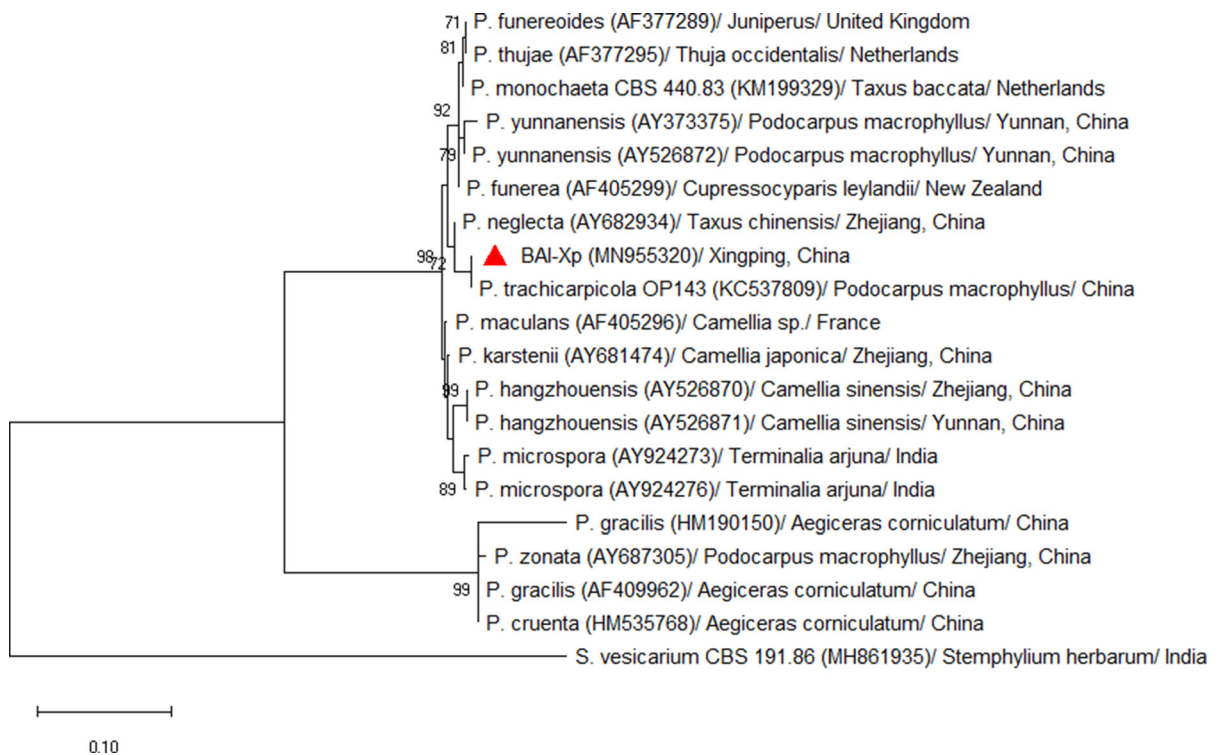 71 P. funereoides (AF377289)/ Juniperus/ United Kingdom
81 P. thujae (AF377295)/ Thuja occidentalis/ Netherlands
P. monochaeta CBS 440.83 (KM199329)/ Taxus baccata/ Netherlands
92
P. yunnanensis (AY373375)/ Podocarpus macrophyllus/ Yunnan, China
79 P. yunnanensis (AY526872)/ Podocarpus macrophyllus/ Yunnan, China
P. funerea (AF405299)/ Cupressocyparis leylandii/ New Zealand
P. neglecta (AY682934)/ Taxus chinensis/ Zhejiang, China
98 72 BAI-Xp (MN955320)/ Xingping, China
P. trachicarpicola OP143 (KC537809)/ Podocarpus macrophyllus/ China
P. maculans (AF405296)/ Camellia sp./ France
P. karstenii (AY681474)/ Camellia japonica/ Zhejiang, China
99 P. hangzhouensis (AY526870)/ Camellia sinensis/ Zhejiang, China
P. hangzhouensis (AY526871)/ Camellia sinensis/ Yunnan, China
P. microspora (AY924273)/ Terminalia arjuna/ India
89 P. microspora (AY924276)/ Terminalia arjuna/ India
P. gracilis (HM190150)/ Aegiceras corniculatum/ China
P. zonata (AY687305)/ Podocarpus macrophyllus/ Zhejiang, China
99 P. gracilis (AF409962)/ Aegiceras corniculatum/ China
P. cruenta (HM535768)/ Aegiceras corniculatum/ China
S. vesicarium CBS 191.86 (MH861935)/ Stemphylium herbarum/ India
0.10